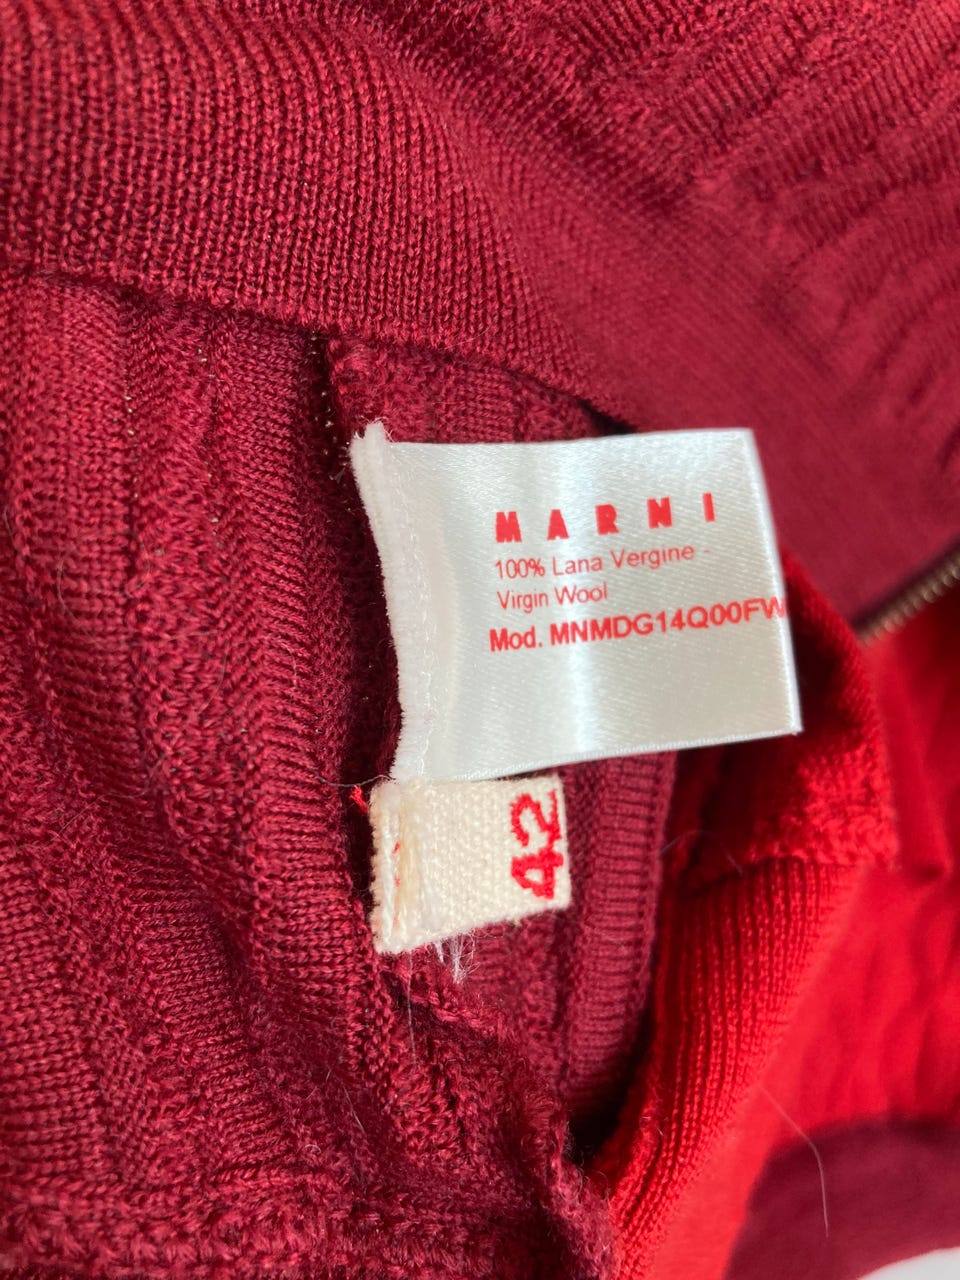 MARNI
100% Lana Vergine -
Virgin Wool
Mod. MNMDG14Q00FW
42